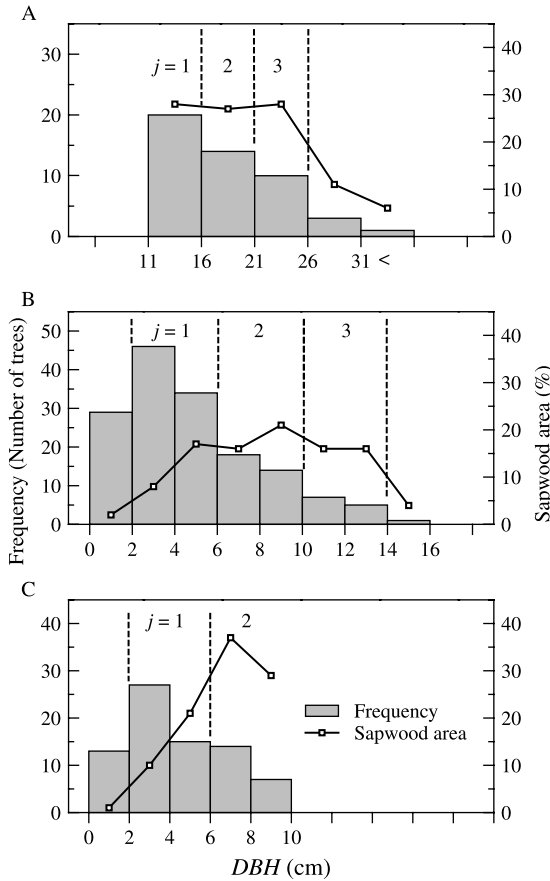 A
j = 1 2 3
30
20
10
0
40
30
20
10
0
11 16 21 26 31 <
B
j = 1 2 3
50
40
30
20
10
0
40
30
20
10
0
0 2 4 6 8 10 12 14 16
Frequency (Number of trees)
Sapwood area (%)
C
j = 1 2
40
30
20
10
0
40
30
20
10
0
Frequency
Sapwood area
0 2 4 6 8 10
DBH (cm)